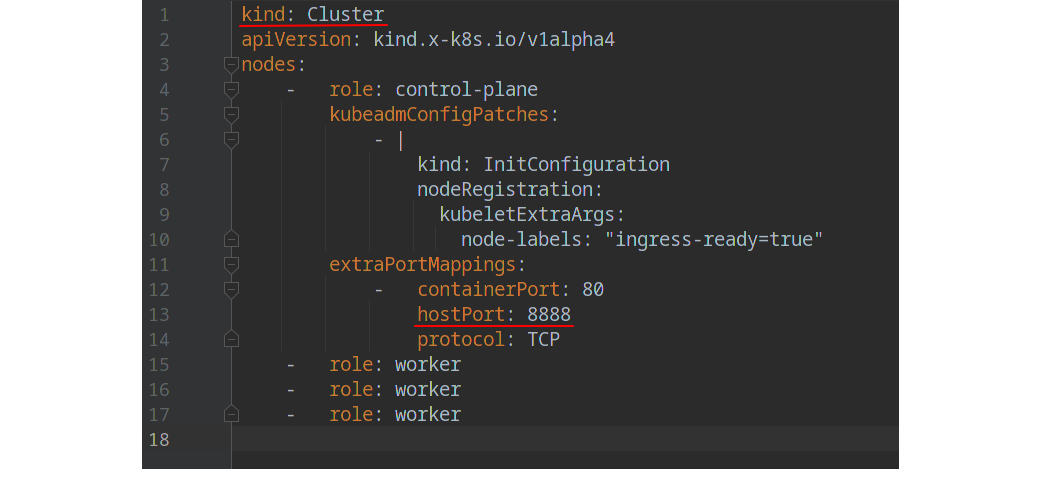 1 kind: Cluster
2 apiVersion: kind.x-k8s.io/v1alpha4
3 nodes:
4     -   role: control-plane
5         kubeadmConfigPatches:
6             - |
7                 kind: InitConfiguration
8                 nodeRegistration:
9                   kubeletExtraArgs:
10                    node-labels: "ingress-ready=true"
11        extraPortMappings:
12            -   containerPort: 80
13                hostPort: 8888
14                protocol: TCP
15    -   role: worker
16    -   role: worker
17    -   role: worker
18